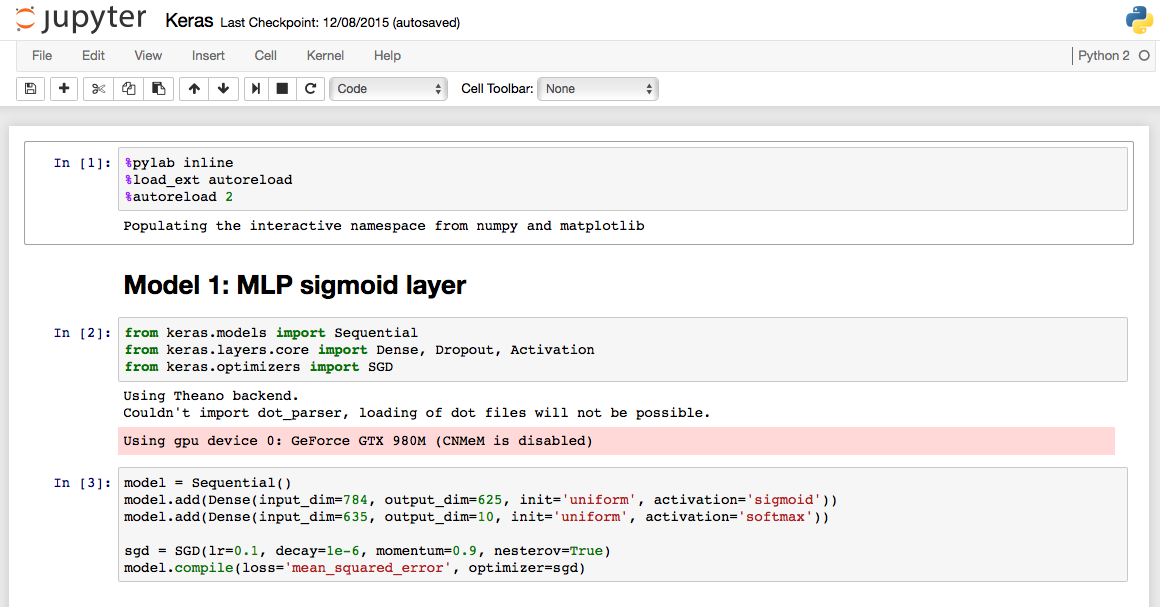 jupyter Keras Last Checkpoint: 12/08/2015 (autosaved)
File Edit View Insert Cell Kernel Help Python 2
Code Cell Toolbar: None
In [1]: %pylab inline
%load_ext autoreload
%autoreload 2
Populating the interactive namespace from numpy and matplotlib
Model 1: MLP sigmoid layer
In [2]: from keras.models import Sequential
from keras.layers.core import Dense, Dropout, Activation
from keras.optimizers import SGD
Using Theano backend.
Couldn't import dot_parser, loading of dot files will not be possible.
Using gpu device 0: GeForce GTX 980M (CNMeM is disabled)
In [3]: model = Sequential()
model.add(Dense(input_dim=784, output_dim=625, init='uniform', activation='sigmoid'))
model.add(Dense(input_dim=635, output_dim=10, init='uniform', activation='softmax'))
sgd = SGD(lr=0.1, decay=1e-6, momentum=0.9, nesterov=True)
model.compile(loss='mean_squared_error', optimizer=sgd)